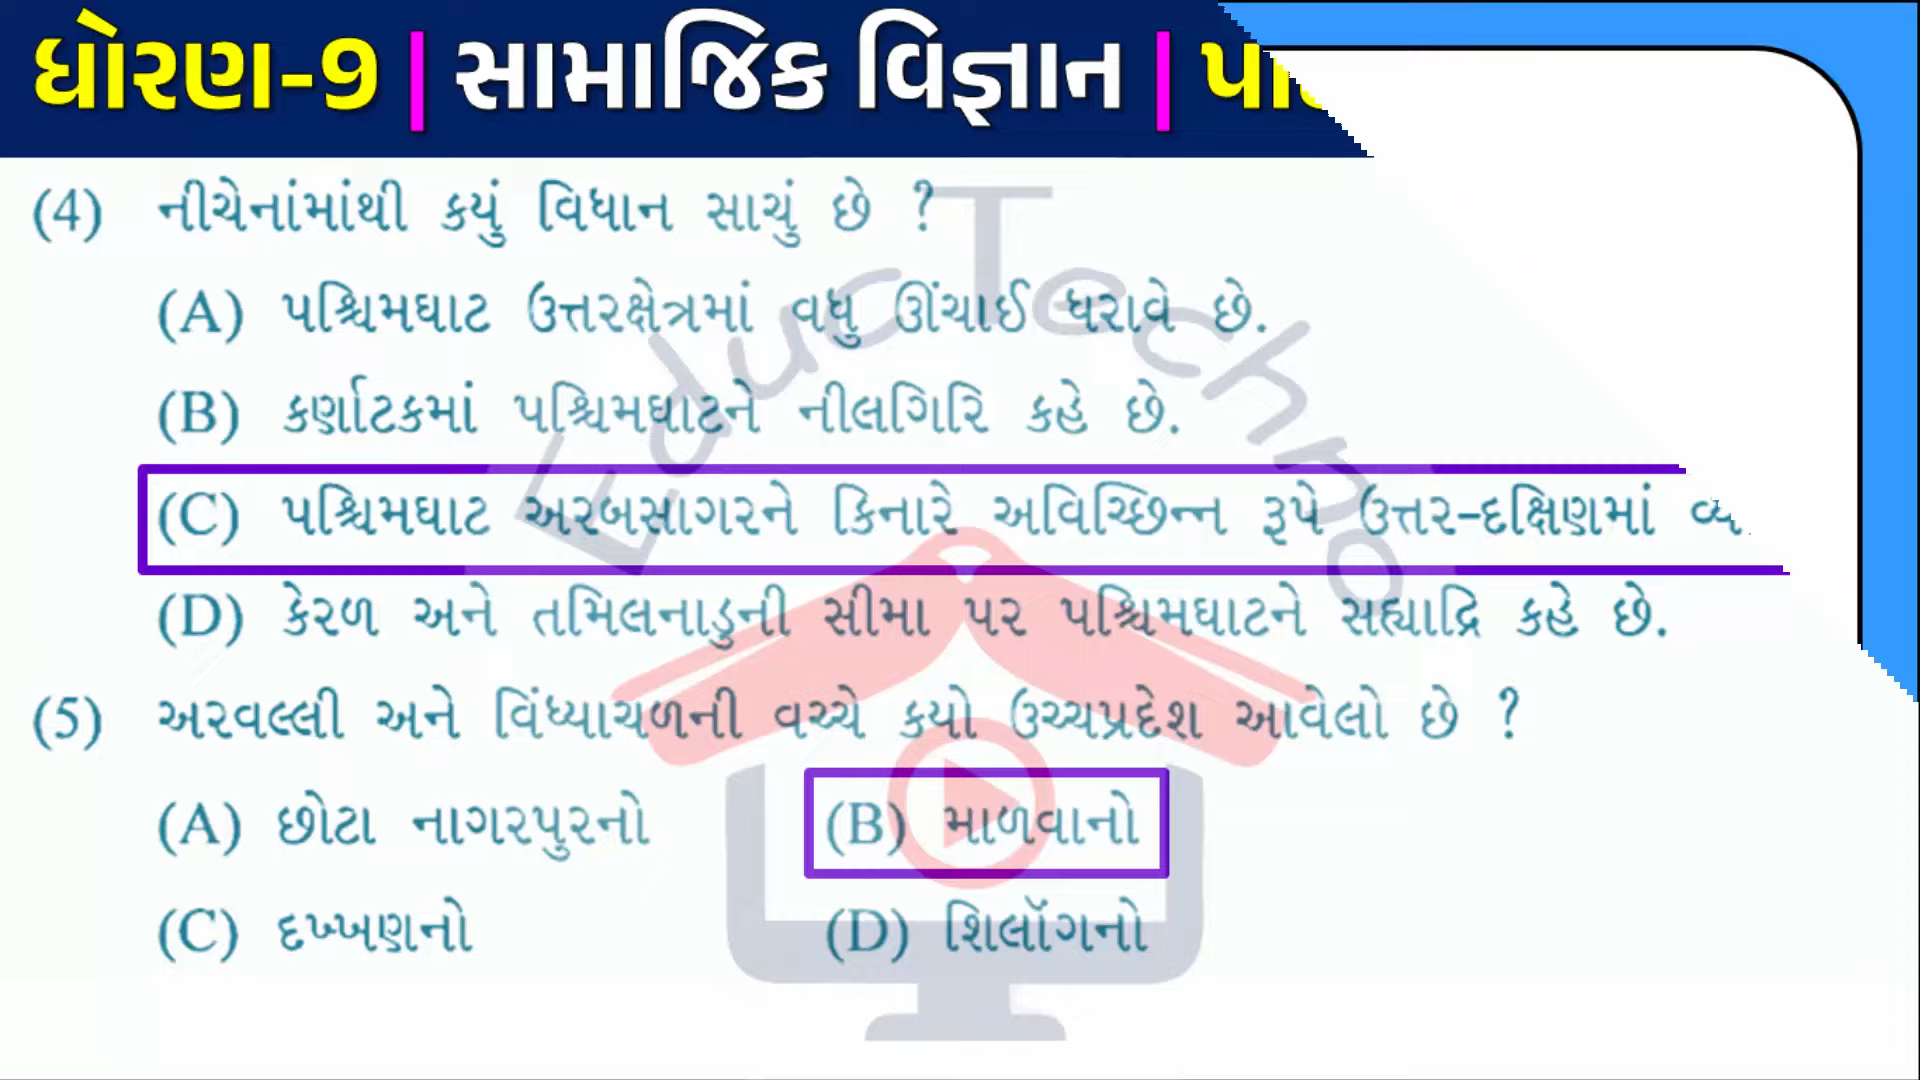 ધોરણ-9 | સામાજિક વિજ્ઞાન |
(4) નીચેનાંમાંથી કયું વિધાન સાચું છે ?
(A) પશ્ચિમઘાટ ઉત્તરક્ષેત્રમાં વધુ ઊંચાઈ ધરાવે છે.
(B) કર્ણાટકમાં પશ્ચિમઘાટને નીલગિરિ કહે છે.
(C) પશ્ચિમઘાટ અરબસાગરને કિનારે અવિચ્છિન્ન રૂપે ઉત્તર-દક્ષિણમાં
(D) કેરળ અને તમિલનાડુની સીમા પર પશ્ચિમઘાટને સહ્યાદ્રિ કહે છે.
(5) અરવલ્લી અને વિંધ્યાચળની વચ્ચે કયો ઉચ્ચપ્રદેશ આવેલો છે ?
(A) છોટા નાગરપુરનો (B) માળવાનો
(C) દખ્ખણનો (D) શિલૉંગનો
EducTechno